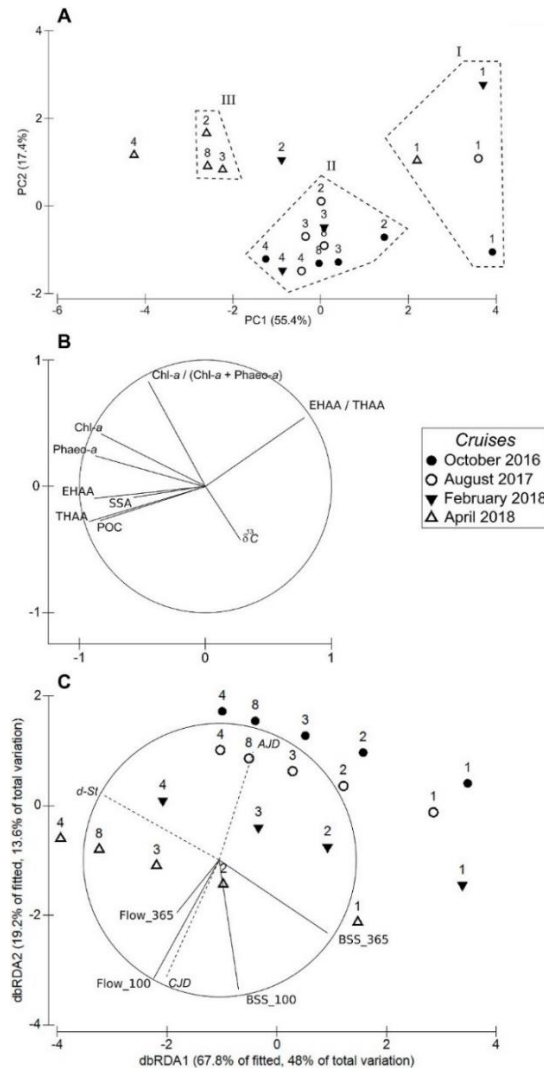 A
4
I
1
III
2
2
1
1
4
8
3
2
II
2
3
3
8
2
4
4
4
8
3
1
0
-2
-6
-4
-2
0
2
4
PC2 (17.4%)
PC1 (55.4%)
B
1
Chl-a / (Chl-a + Phaeo-a)
EHAA / THAA
Chl-a
Phaeo-a
0
EHAA
SSA
THAA
POC
δ13C
-1
-1
0
1
Cruises
October 2016
August 2017
February 2018
April 2018
C
2
4
8
3
2
1
4
8
AJD
3
2
1
d-St
4
3
2
1
0
4
8
3
2
1
Flow_365
BSS_365
-2
Flow_100
CJD
BSS_100
-4
-4
-2
0
2
4
dbRDA2 (19.2% of fitted, 13.6% of total variation)
dbRDA1 (67.8% of fitted, 48% of total variation)